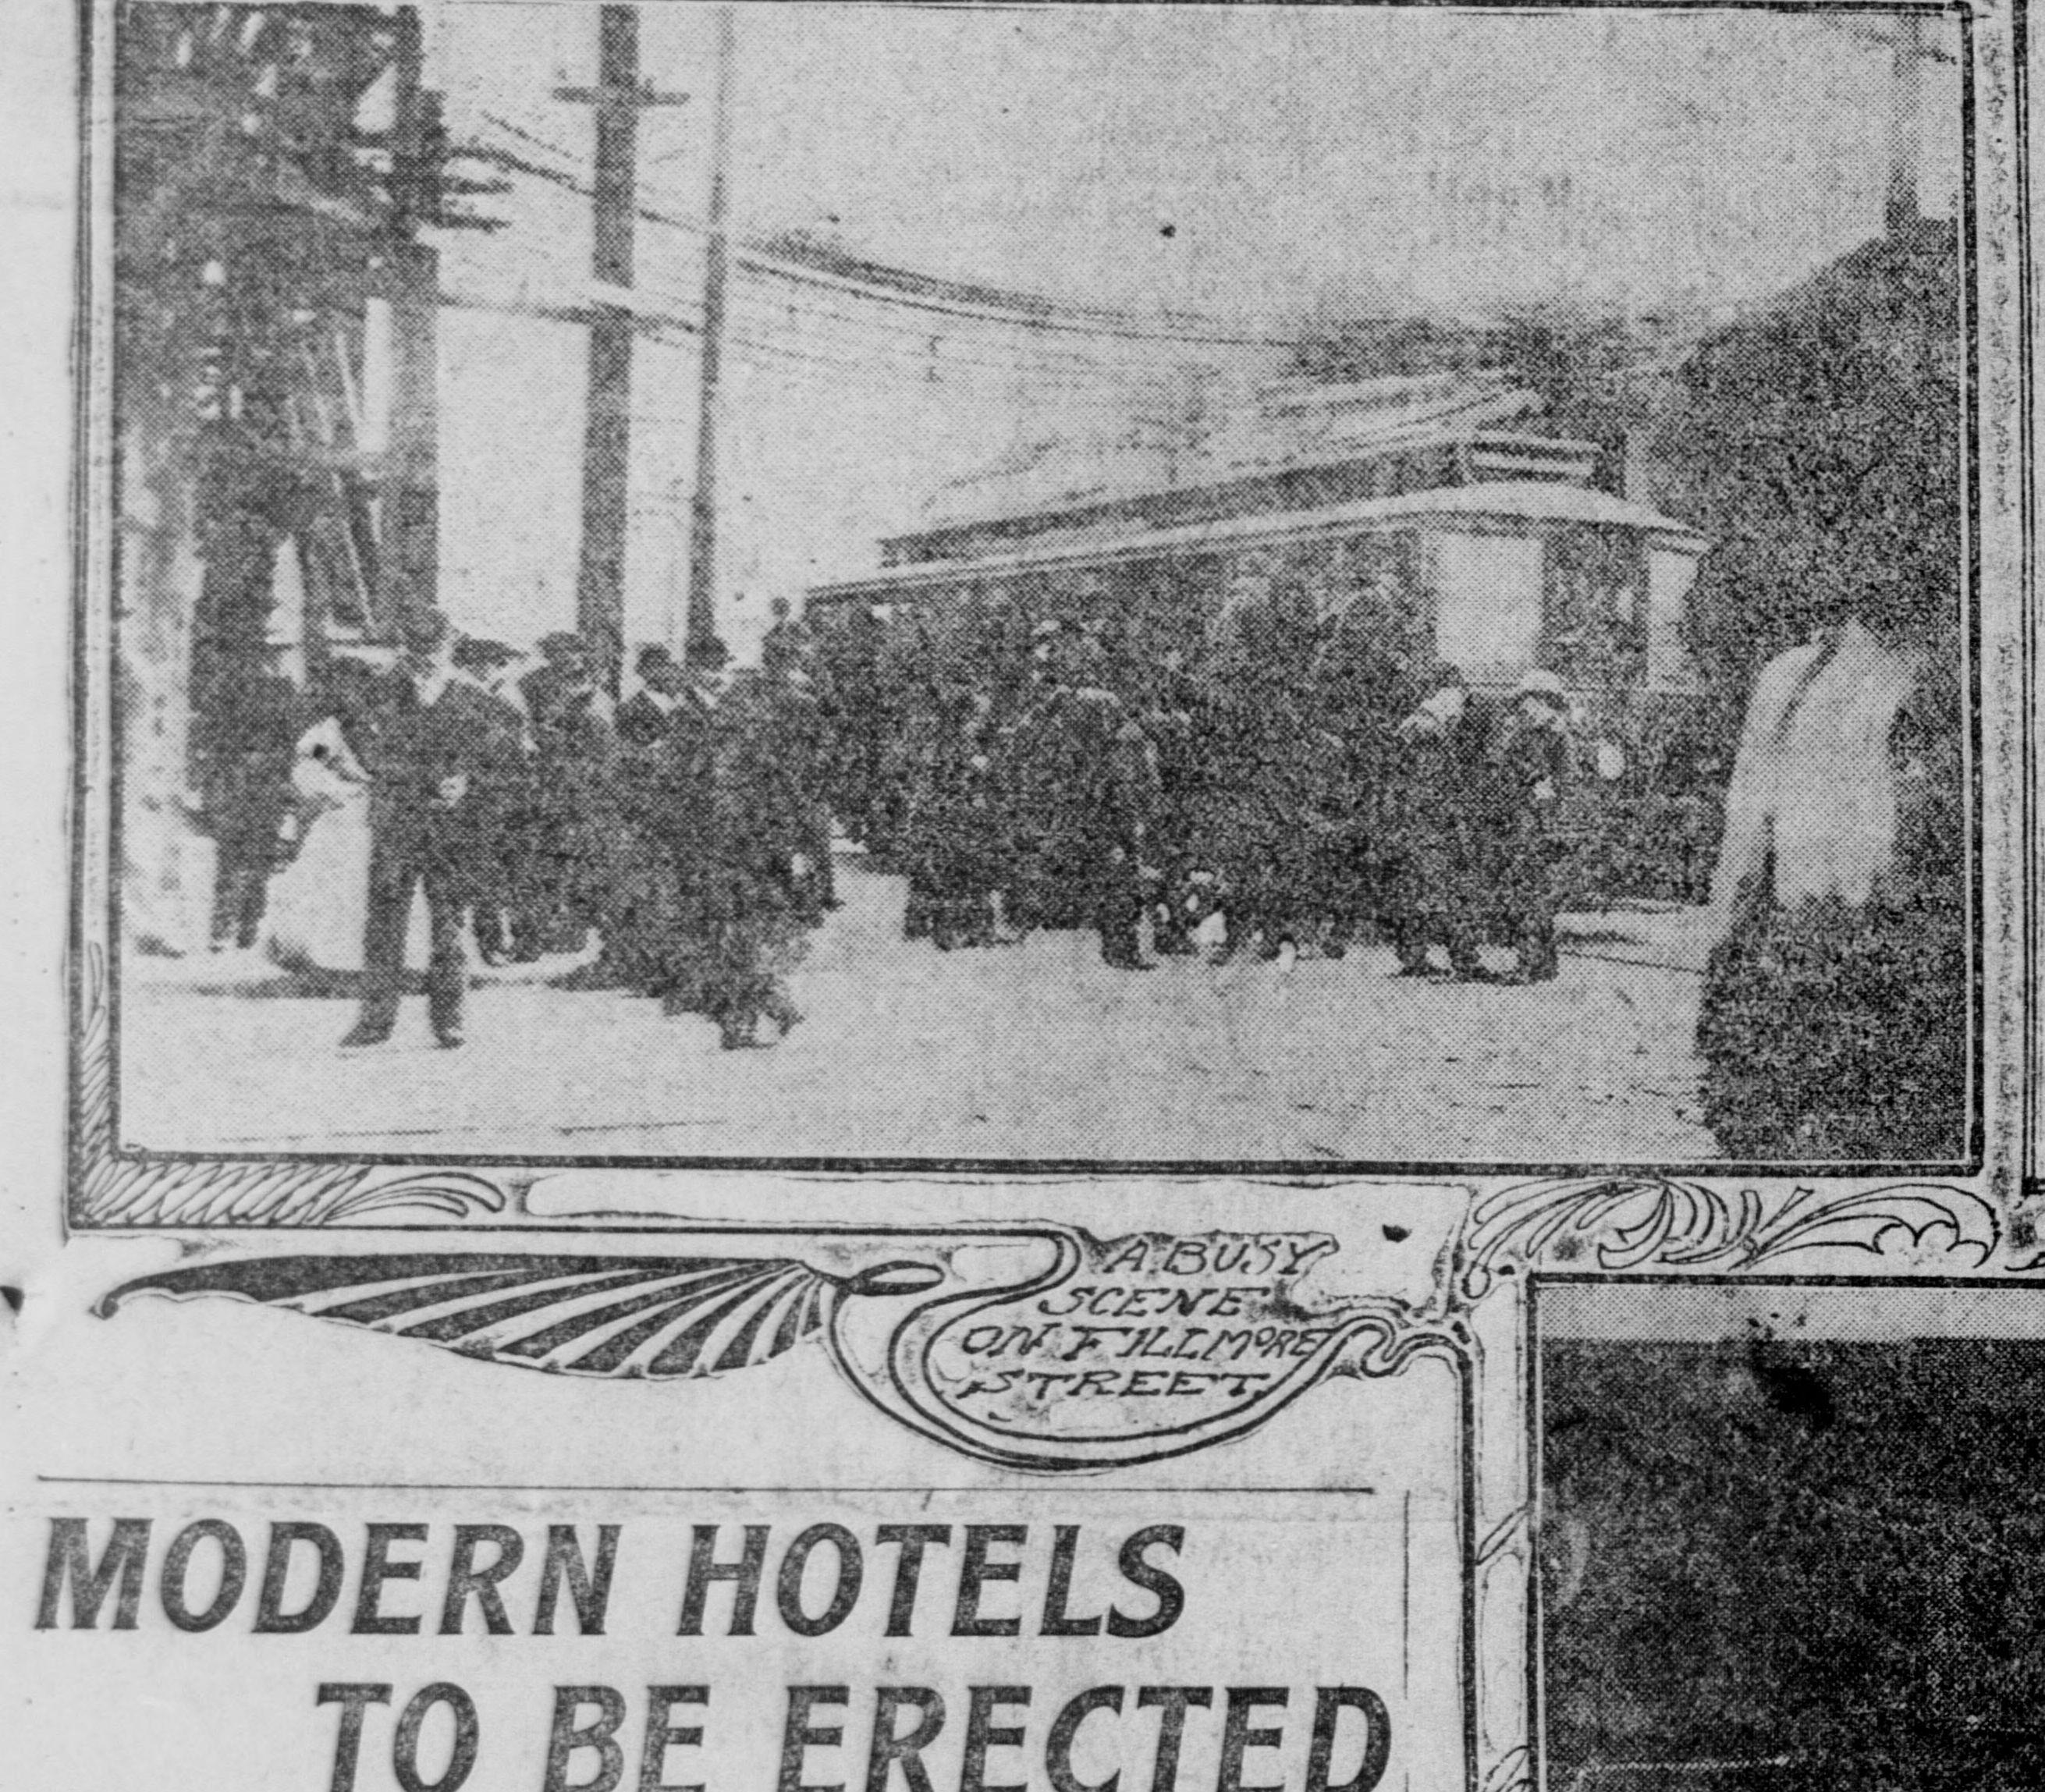 A BUSY
SCENE
ON FILLMORE
STREET.
MODERN HOTELS
TO BE ERECTED